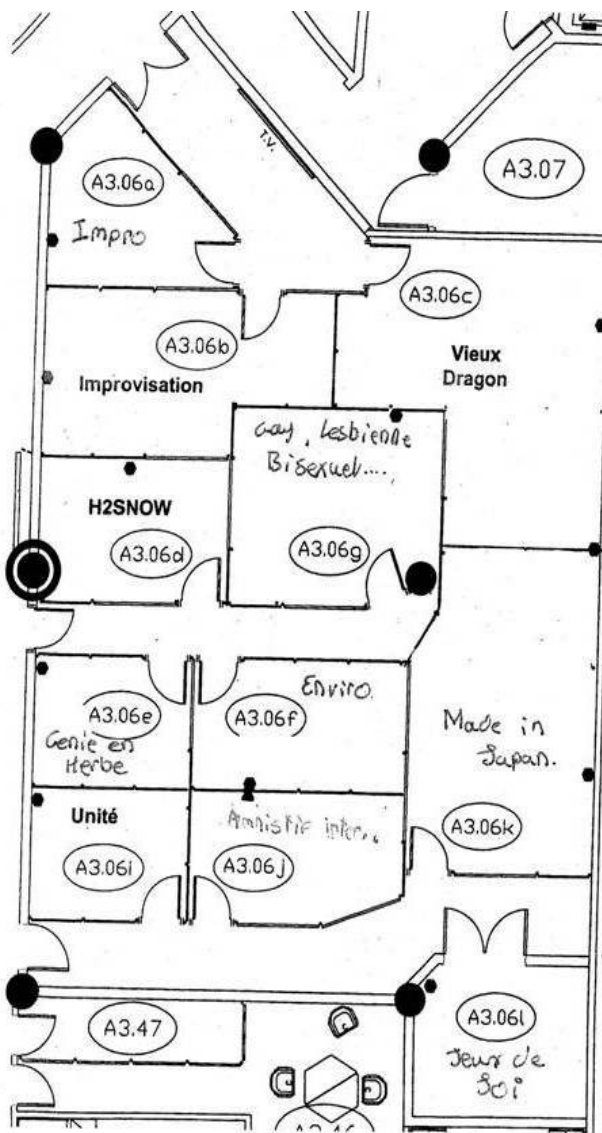 T.V.
A3.07
A3.06a
Impro
A3.06c
A3.06b
Vieux
Dragon
Improvisation
Gay, Lesbienne
Bisexuel....
H2SNOW
A3.06d
A3.06g
Enviro.
A3.06e
A3.06f
Genie en
Herbe
Made in
Japan.
Unité
Amnistie inter..
A3.06k
A3.06i
A3.06j
A3.47
A3.06l
Jeux de
Soi